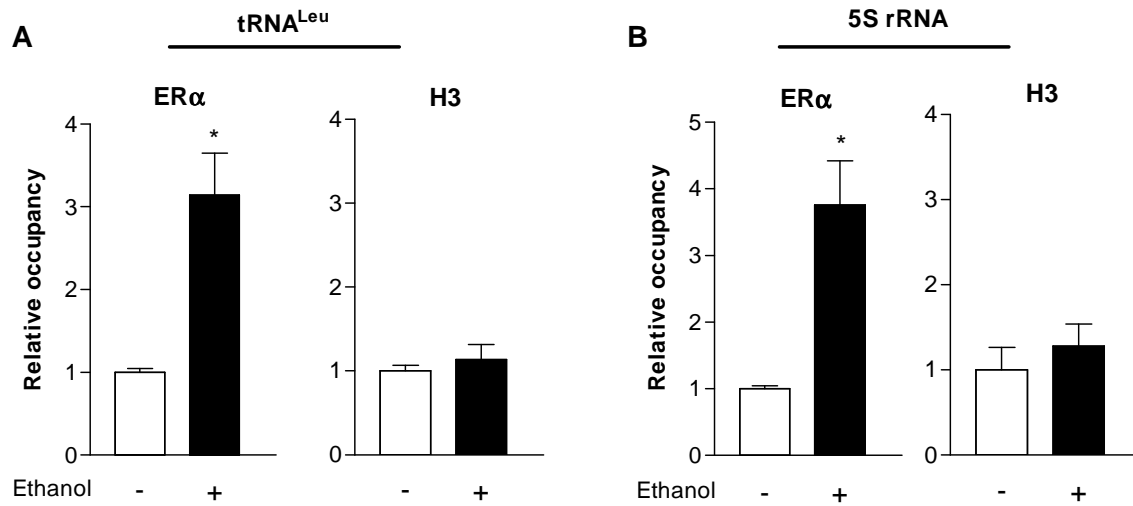 A
tRNA^Leu
ERα
H3
Relative occupancy
4
3
2
1
0
4
3
2
1
0
*
Ethanol - + - +
B
5S rRNA
ERα
H3
Relative occupancy
5
4
3
2
1
0
4
3
2
1
0
*
- + - +